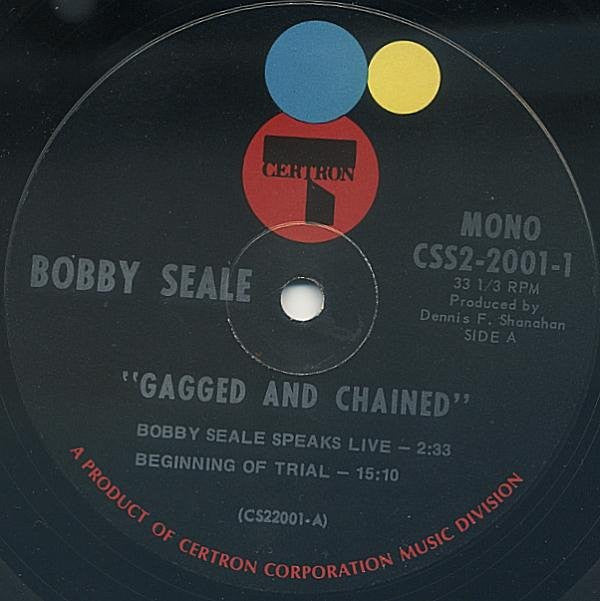 CERTRON
MONO
CSS2-2001-1
33 1/3 RPM
Produced by
Dennis F. Shanahan
SIDE A
BOBBY SEALE
"GAGGED AND CHAINED"
BOBBY SEALE SPEAKS LIVE – 2:33
BEGINNING OF TRIAL – 15:10
(CS22001-A)
A PRODUCT OF CERTRON CORPORATION MUSIC DIVISION